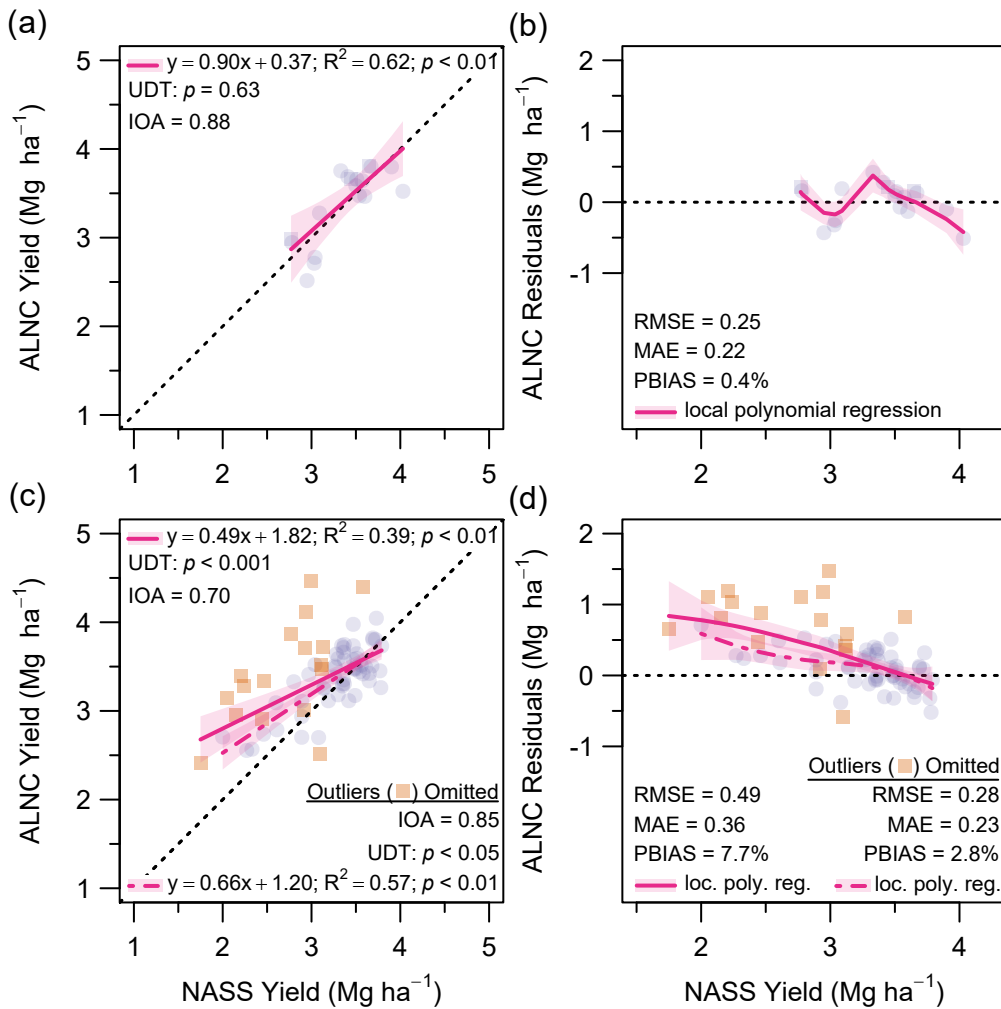 (a)
ALNC Yield (Mg ha−1)
5
4
3
2
1
y = 0.90x + 0.37; R2 = 0.62; p < 0.01
UDT: p = 0.63
IOA = 0.88
1 2 3 4 5
(b)
ALNC Residuals (Mg ha−1)
2
1
0
-1
RMSE = 0.25
MAE = 0.22
PBIAS = 0.4%
local polynomial regression
2 3 4
(c)
ALNC Yield (Mg ha−1)
5
4
3
2
1
y = 0.49x + 1.82; R2 = 0.39; p < 0.01
UDT: p < 0.001
IOA = 0.70
Outliers ( ) Omitted
IOA = 0.85
UDT: p < 0.05
y = 0.66x + 1.20; R2 = 0.57; p < 0.01
1 2 3 4 5
NASS Yield (Mg ha−1)
(d)
ALNC Residuals (Mg ha−1)
2
1
0
-1
Outliers ( ) Omitted
RMSE = 0.49 RMSE = 0.28
MAE = 0.36 MAE = 0.23
PBIAS = 7.7% PBIAS = 2.8%
loc. poly. reg. loc. poly. reg.
2 3 4
NASS Yield (Mg ha−1)